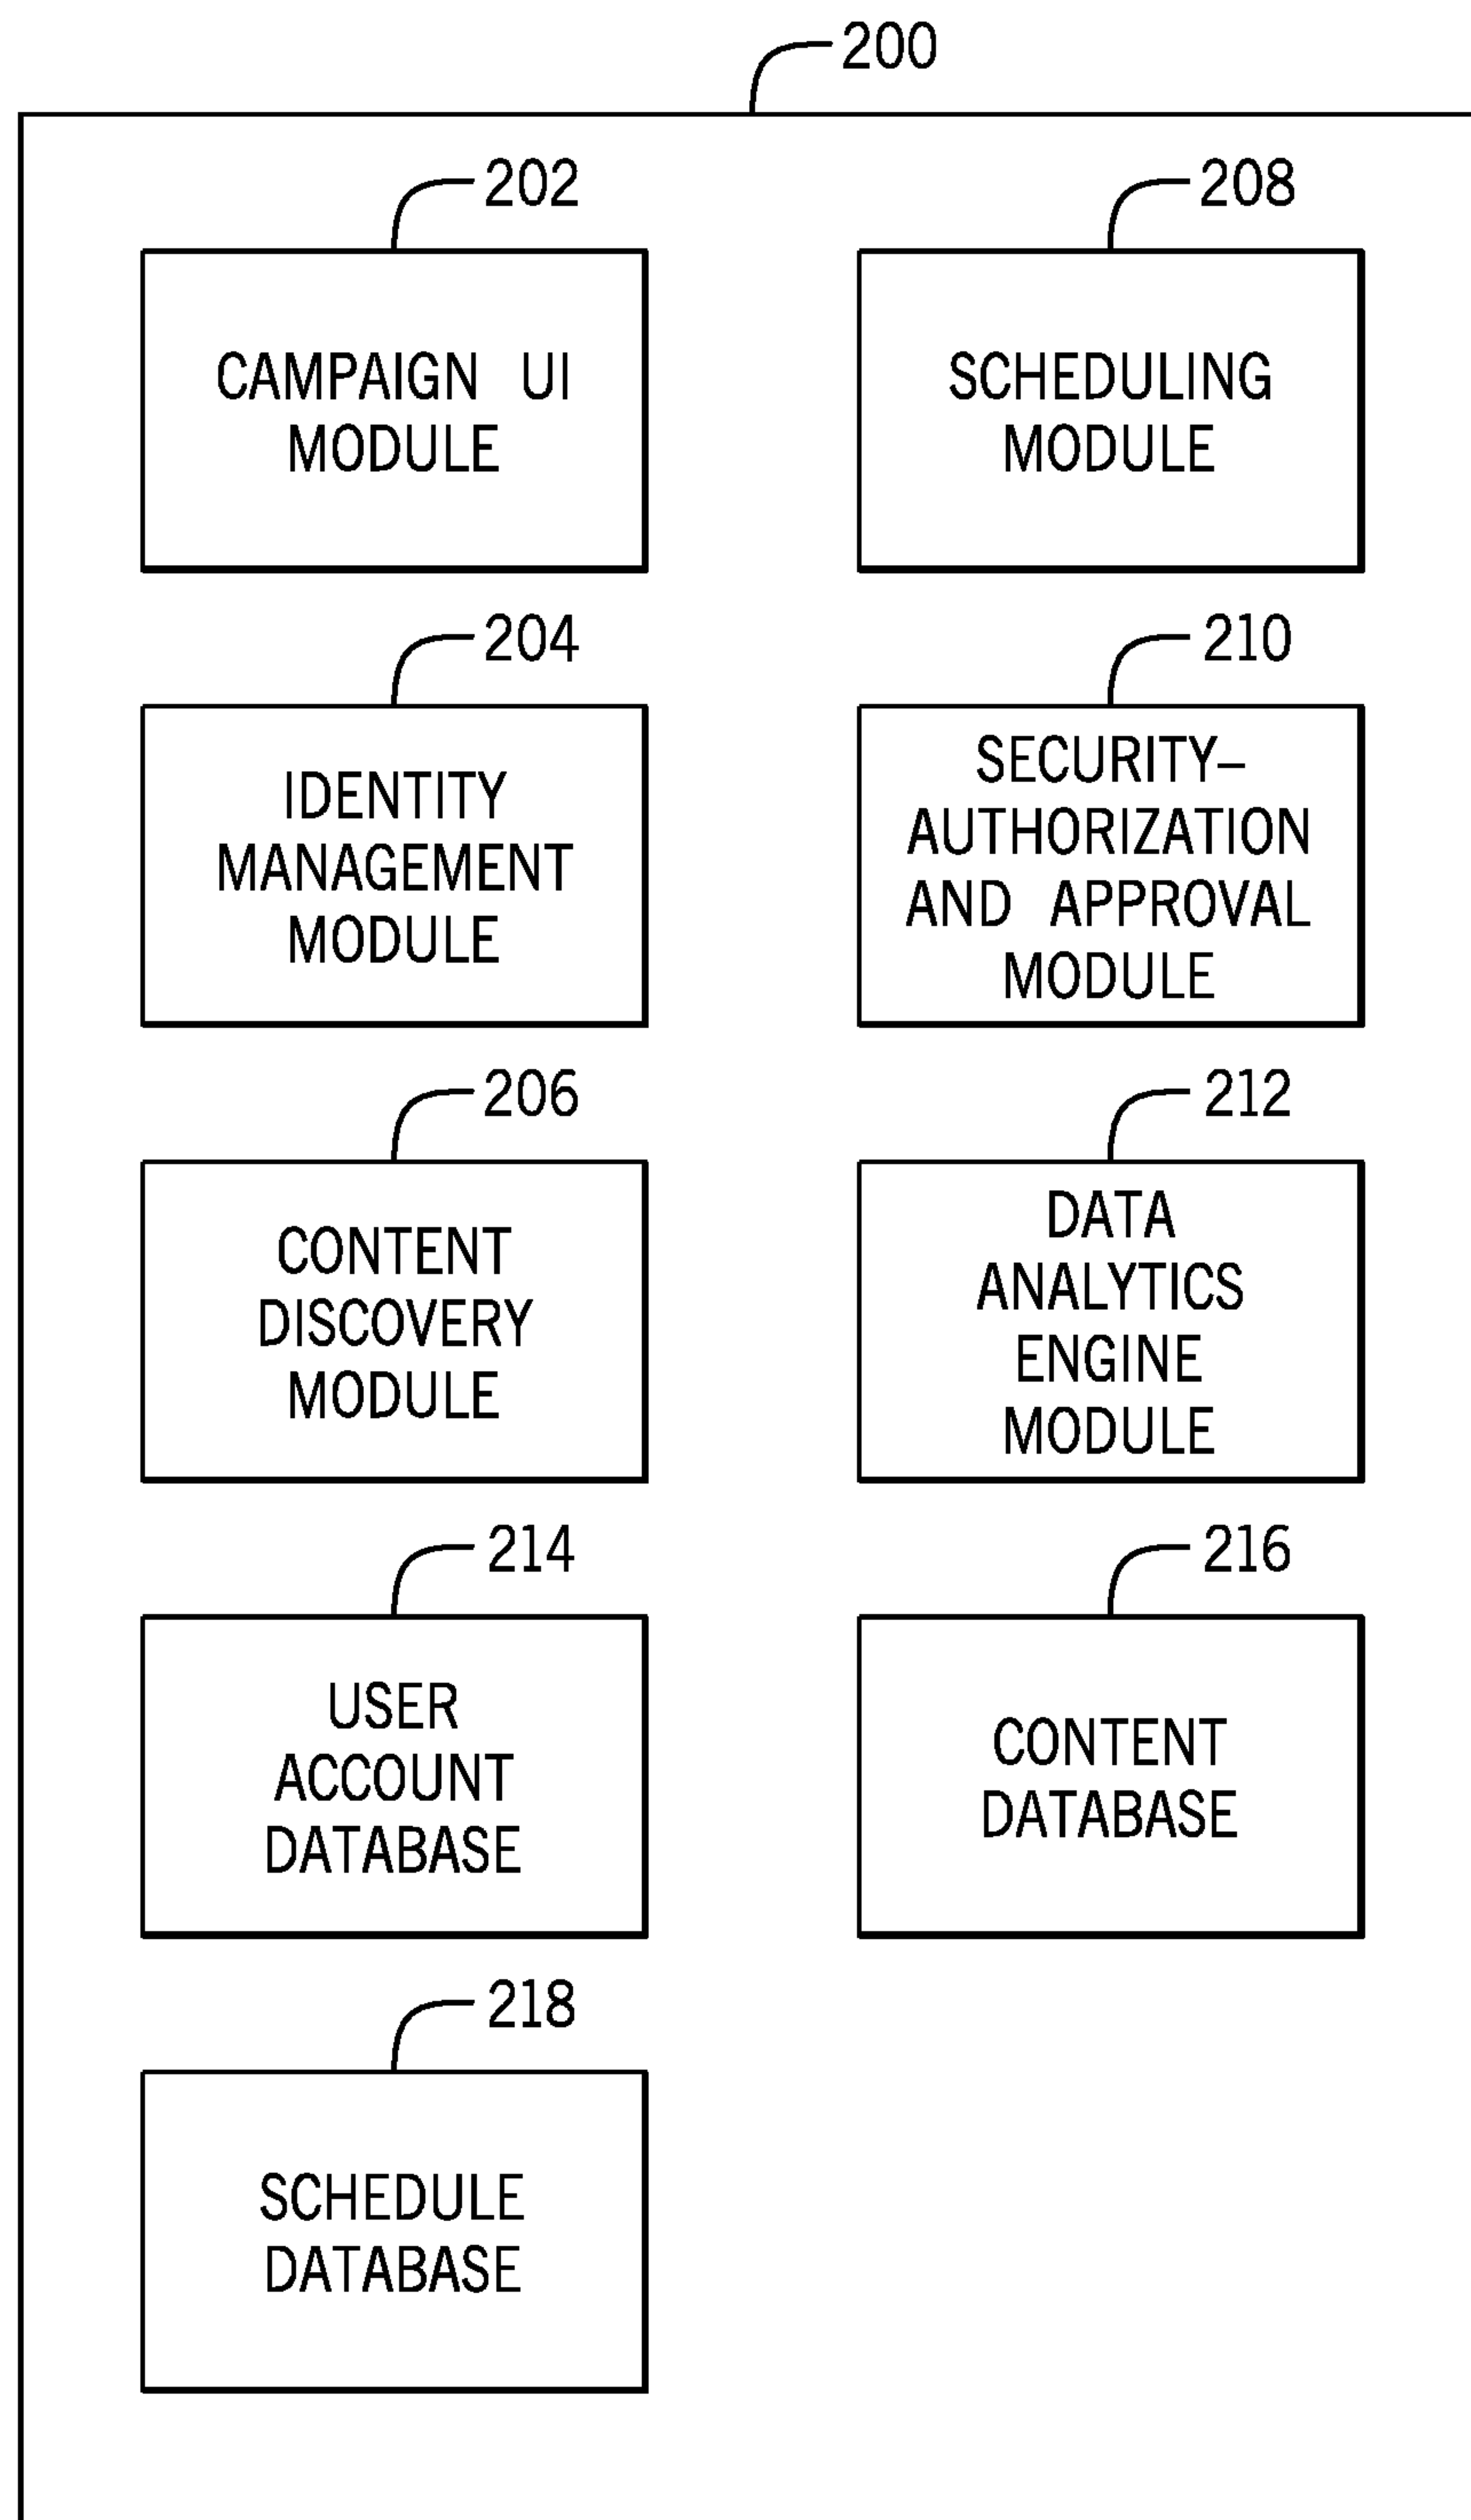 200
202
CAMPAIGN UI
MODULE
208
SCHEDULING
MODULE
204
IDENTITY
MANAGEMENT
MODULE
210
SECURITY–
AUTHORIZATION
AND APPROVAL
MODULE
206
CONTENT
DISCOVERY
MODULE
212
DATA
ANALYTICS
ENGINE
MODULE
214
USER
ACCOUNT
DATABASE
216
CONTENT
DATABASE
218
SCHEDULE
DATABASE